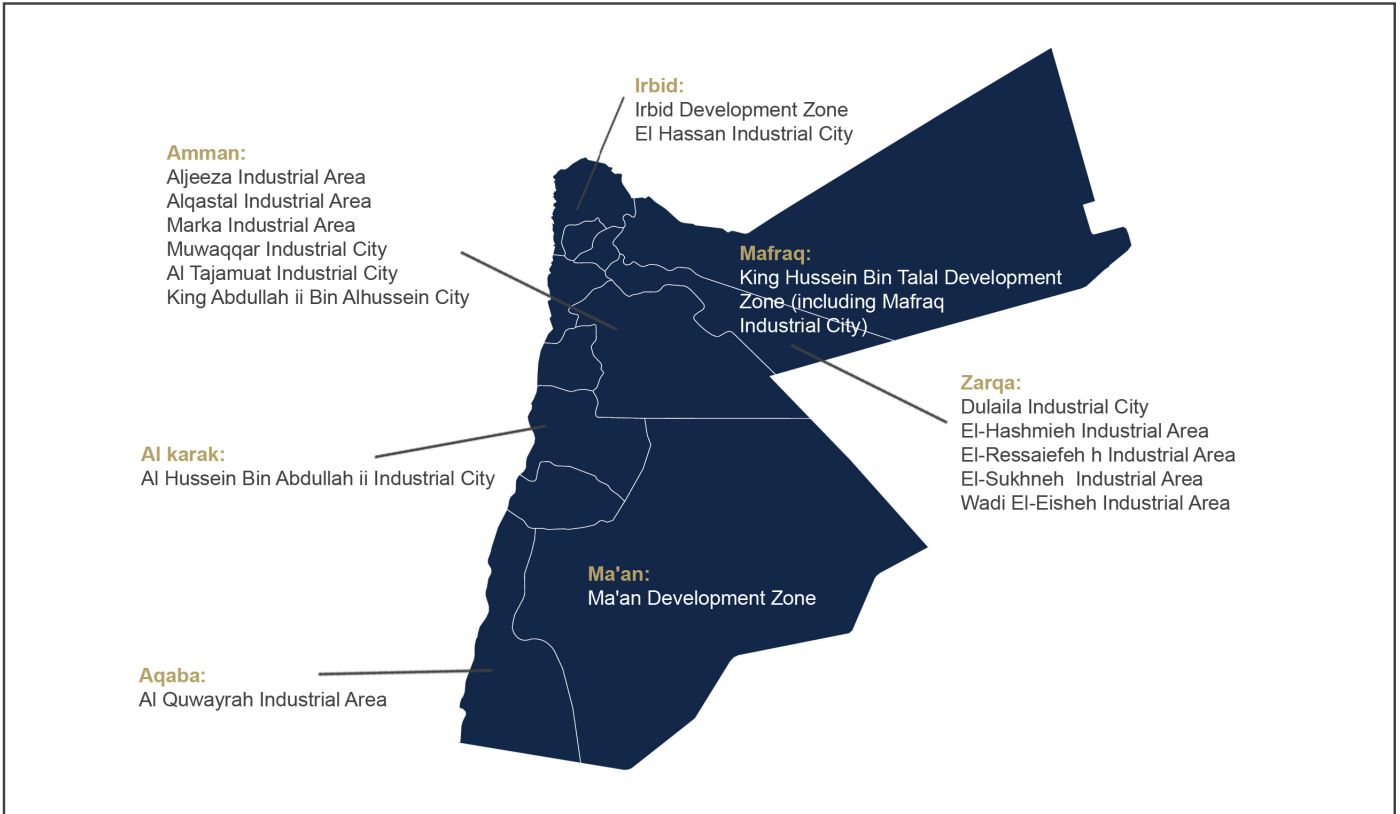 Irbid:
Irbid Development Zone
El Hassan Industrial City
Amman:
Aljeeza Industrial Area
Alqastal Industrial Area
Marka Industrial Area
Muwaqqar Industrial City
Al Tajamuat Industrial City
King Abdullah ii Bin Alhussein City
Mafraq:
King Hussein Bin Talal Development
Zone (including Mafraq
Industrial City)
Zarqa:
Dulaila Industrial City
El-Hashmieh Industrial Area
El-Ressaiefeh h Industrial Area
El-Sukhneh  Industrial Area
Wadi El-Eisheh Industrial Area
Al karak:
Al Hussein Bin Abdullah ii Industrial City
Ma'an:
Ma'an Development Zone
Aqaba:
Al Quwayrah Industrial Area